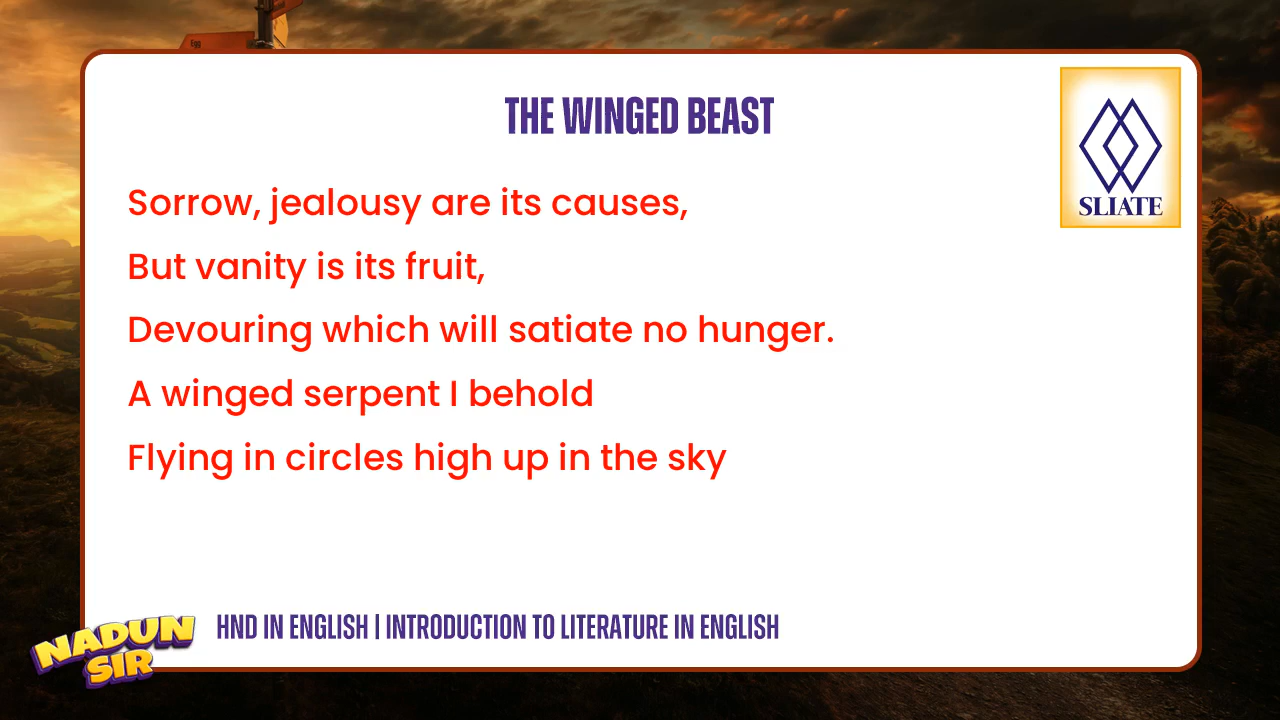 Egg
THE WINGED BEAST
SLIATE
Sorrow, jealousy are its causes,
But vanity is its fruit,
Devouring which will satiate no hunger.
A winged serpent I behold
Flying in circles high up in the sky
NADUN
SIR
HND IN ENGLISH | INTRODUCTION TO LITERATURE IN ENGLISH